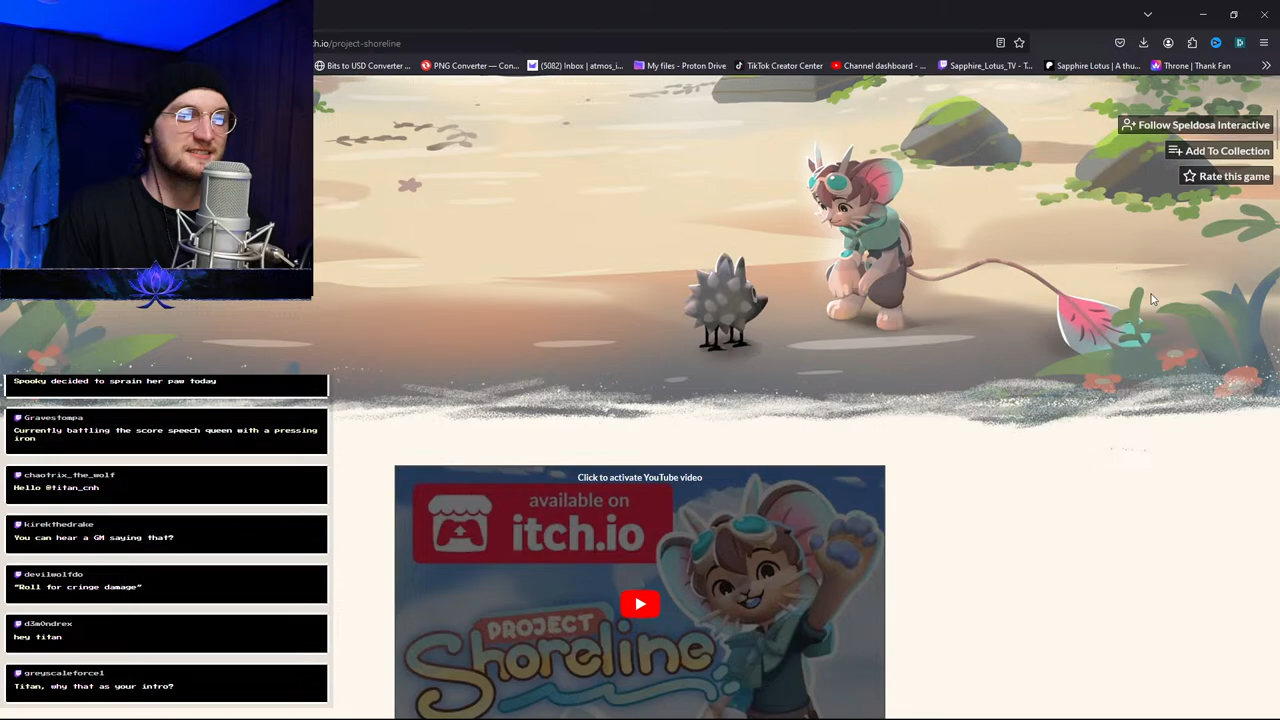 ch.io/project-shoreline
Bits to USD Converter ...
PNG Converter — Con...
(5082) Inbox | atmos_i...
My files - Proton Drive
TikTok Creator Center
Channel dashboard - ...
Sapphire_Lotus_TV - T...
Sapphire Lotus | A thu...
Throne | Thank Fan
Follow Speldosa Interactive
Add To Collection
Rate this game
Spooky decided to sprain her paw today
Gravestompa
Currently battling the score speech queen with a pressing
iron
chaotrix_the_wolf
Hello @titan_cnh
kirekthedrake
You can hear a GM saying that?
devilwolfdo
"Roll for cringe damage"
d3m0ndrex
hey titan
greyscaleforce1
Titan, why that as your intro?
Click to activate YouTube video
available on
itch.io
PROJECT
Shoreline